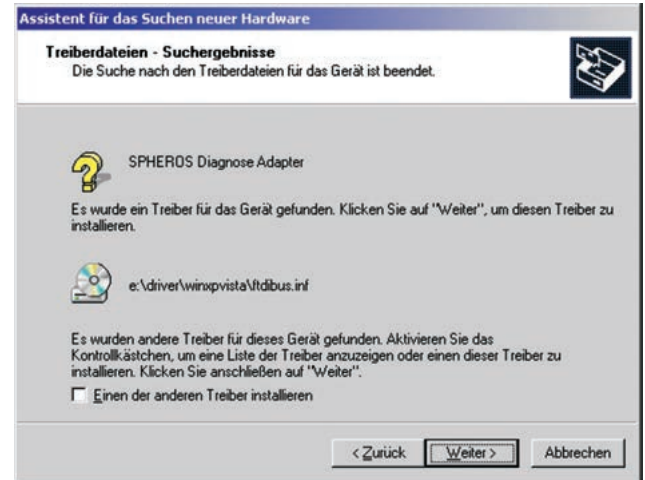 Assistent für das Suchen neuer Hardware
Treiberdateien - Suchergebnisse
Die Suche nach den Treiberdateien für das Gerät ist beendet.
SPHEROS Diagnose Adapter
Es wurde ein Treiber für das Gerät gefunden. Klicken Sie auf "Weiter", um diesen Treiber zu
installieren.
e:\driver\winxpvista\ftdibus.inf
Es wurden andere Treiber für dieses Gerät gefunden. Aktivieren Sie das
Kontrollkästchen, um eine Liste der Treiber anzuzeigen oder einen dieser Treiber zu
installieren. Klicken Sie anschließen auf "Weiter".
Einen der anderen Treiber installieren
< Zurück Weiter > Abbrechen